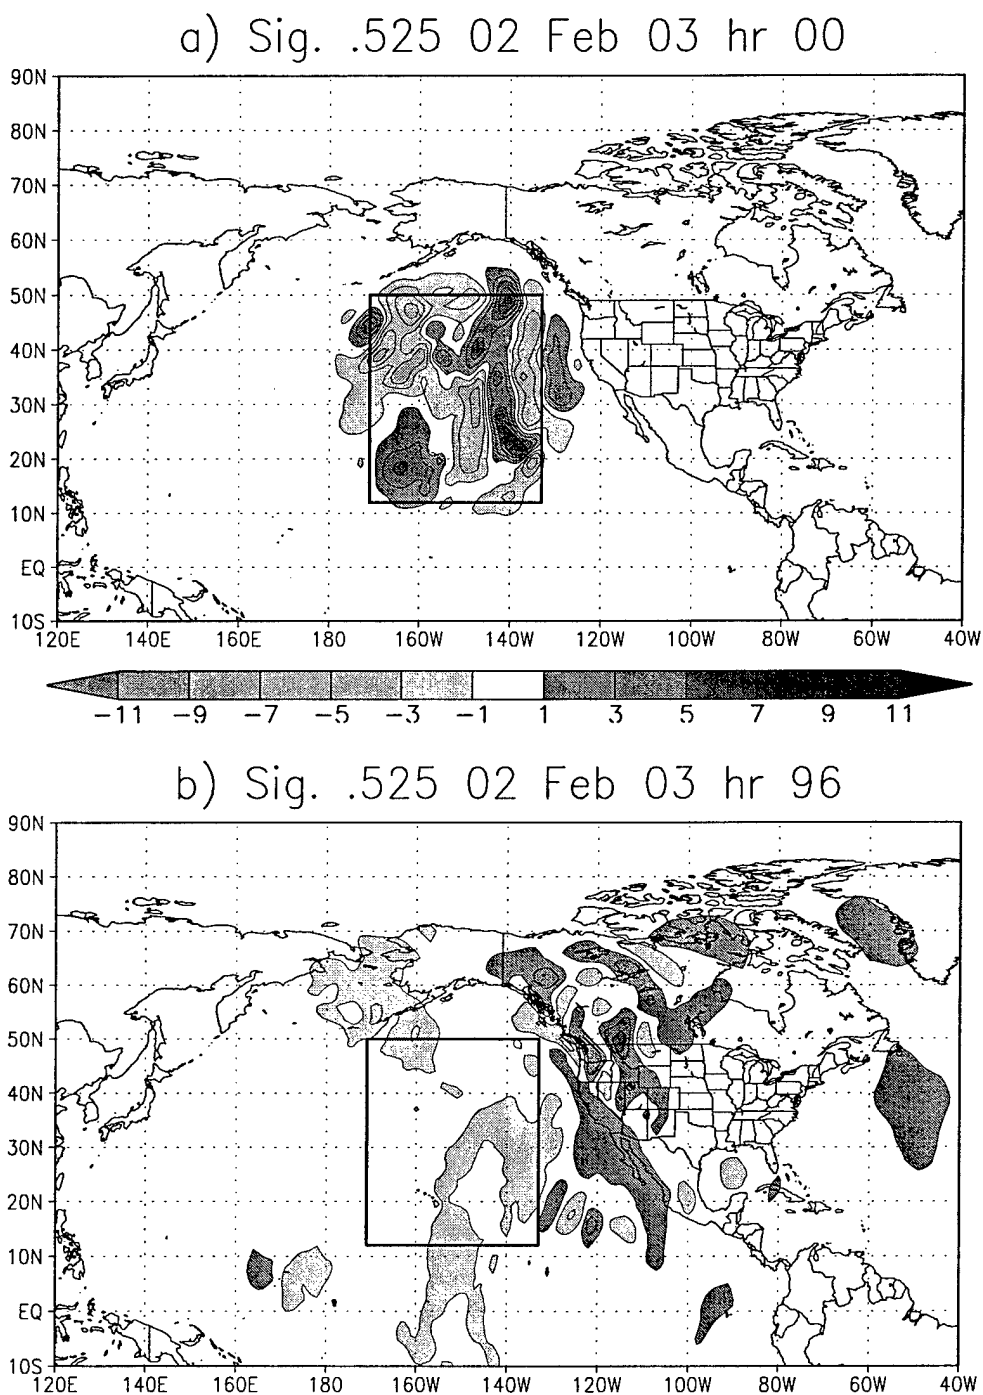 a) Sig. .525 02 Feb 03 hr 00
90N
80N
70N
60N
50N
40N
30N
20N
10N
EQ
10S
120E 140E 160E 180 160W 140W 120W 100W 80W 60W 40W
−11 −9 −7 −5 −3 −1 1 3 5 7 9 11
b) Sig. .525 02 Feb 03 hr 96
90N
80N
70N
60N
50N
40N
30N
20N
10N
EQ
10S
120E 140E 160E 180 160W 140W 120W 100W 80W 60W 40W